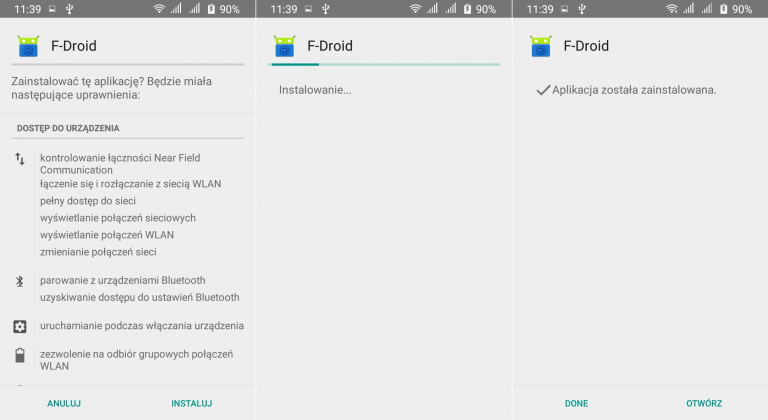 11:39 90%
F-Droid
Zainstalować tę aplikację? Będzie miała
następujące uprawnienia:
DOSTĘP DO URZĄDZENIA
kontrolowanie łączności Near Field
Communication
łączenie się i rozłączanie z siecią WLAN
pełny dostęp do sieci
wyświetlanie połączeń sieciowych
wyświetlanie połączeń WLAN
zmienianie połączeń sieci
parowanie z urządzeniami Bluetooth
uzyskiwanie dostępu do ustawień Bluetooth
uruchamianie podczas włączania urządzenia
zezwolenie na odbiór grupowych połączeń
WLAN
ANULUJ INSTALUJ
11:39 90%
F-Droid
Instalowanie...
11:39 90%
F-Droid
Aplikacja została zainstalowana.
DONE OTWÓRZ